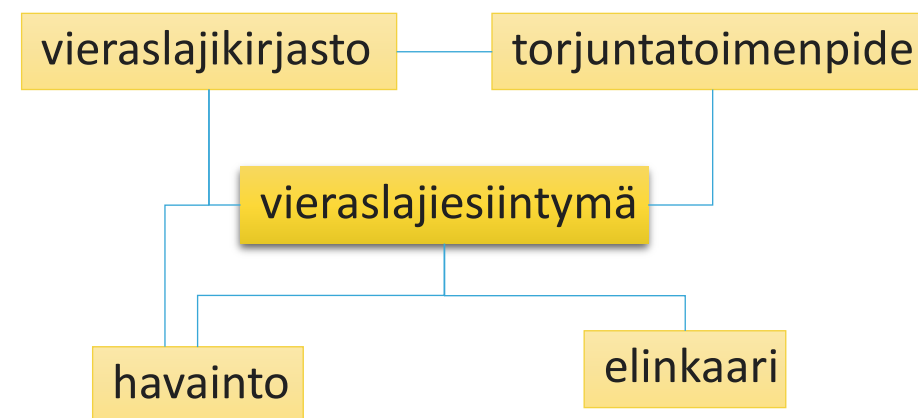 vieraslajikirjasto
torjuntatoimenpide
vieraslajiesiintymä
havainto
elinkaari